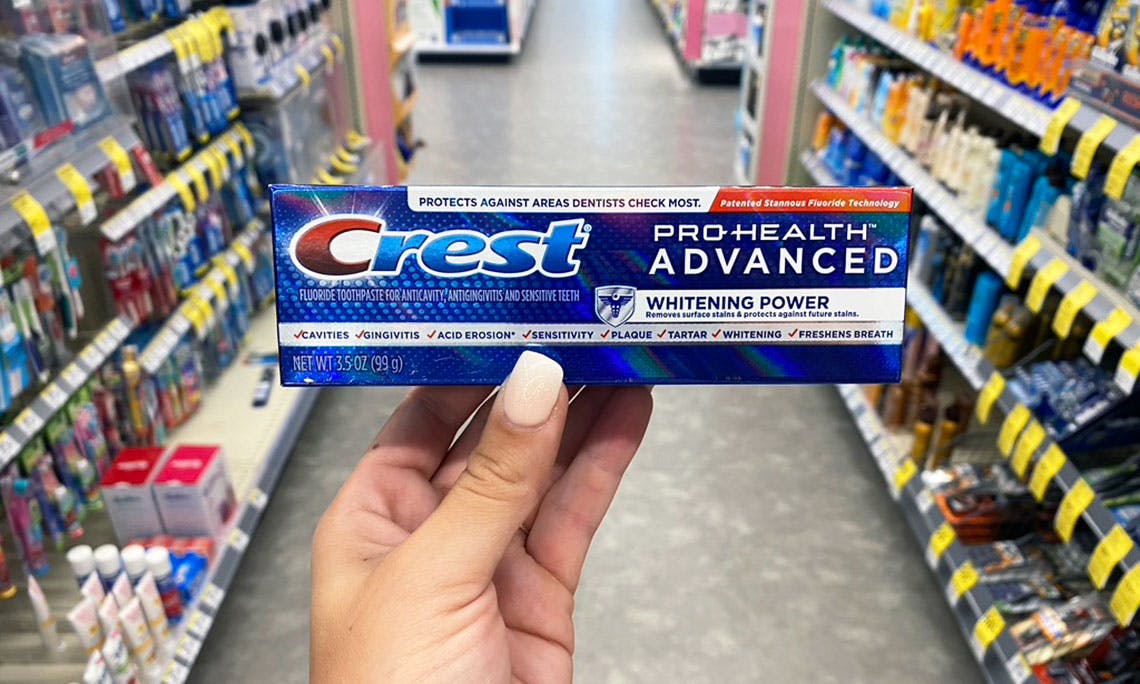 PROTECTS AGAINST AREAS DENTISTS CHECK MOST.
Patented Stannous Fluoride Technology
Crest®
PRO-HEALTH™
ADVANCED
FLUORIDE TOOTHPASTE FOR ANTICAVITY, ANTIGINGIVITIS AND SENSITIVE TEETH
WHITENING POWER
Removes surface stains & protects against future stains.
✓CAVITIES ✓GINGIVITIS ✓ACID EROSION* ✓SENSITIVITY ✓PLAQUE ✓TARTAR ✓WHITENING ✓FRESHENS BREATH
NET WT 3.5 OZ (99 g)